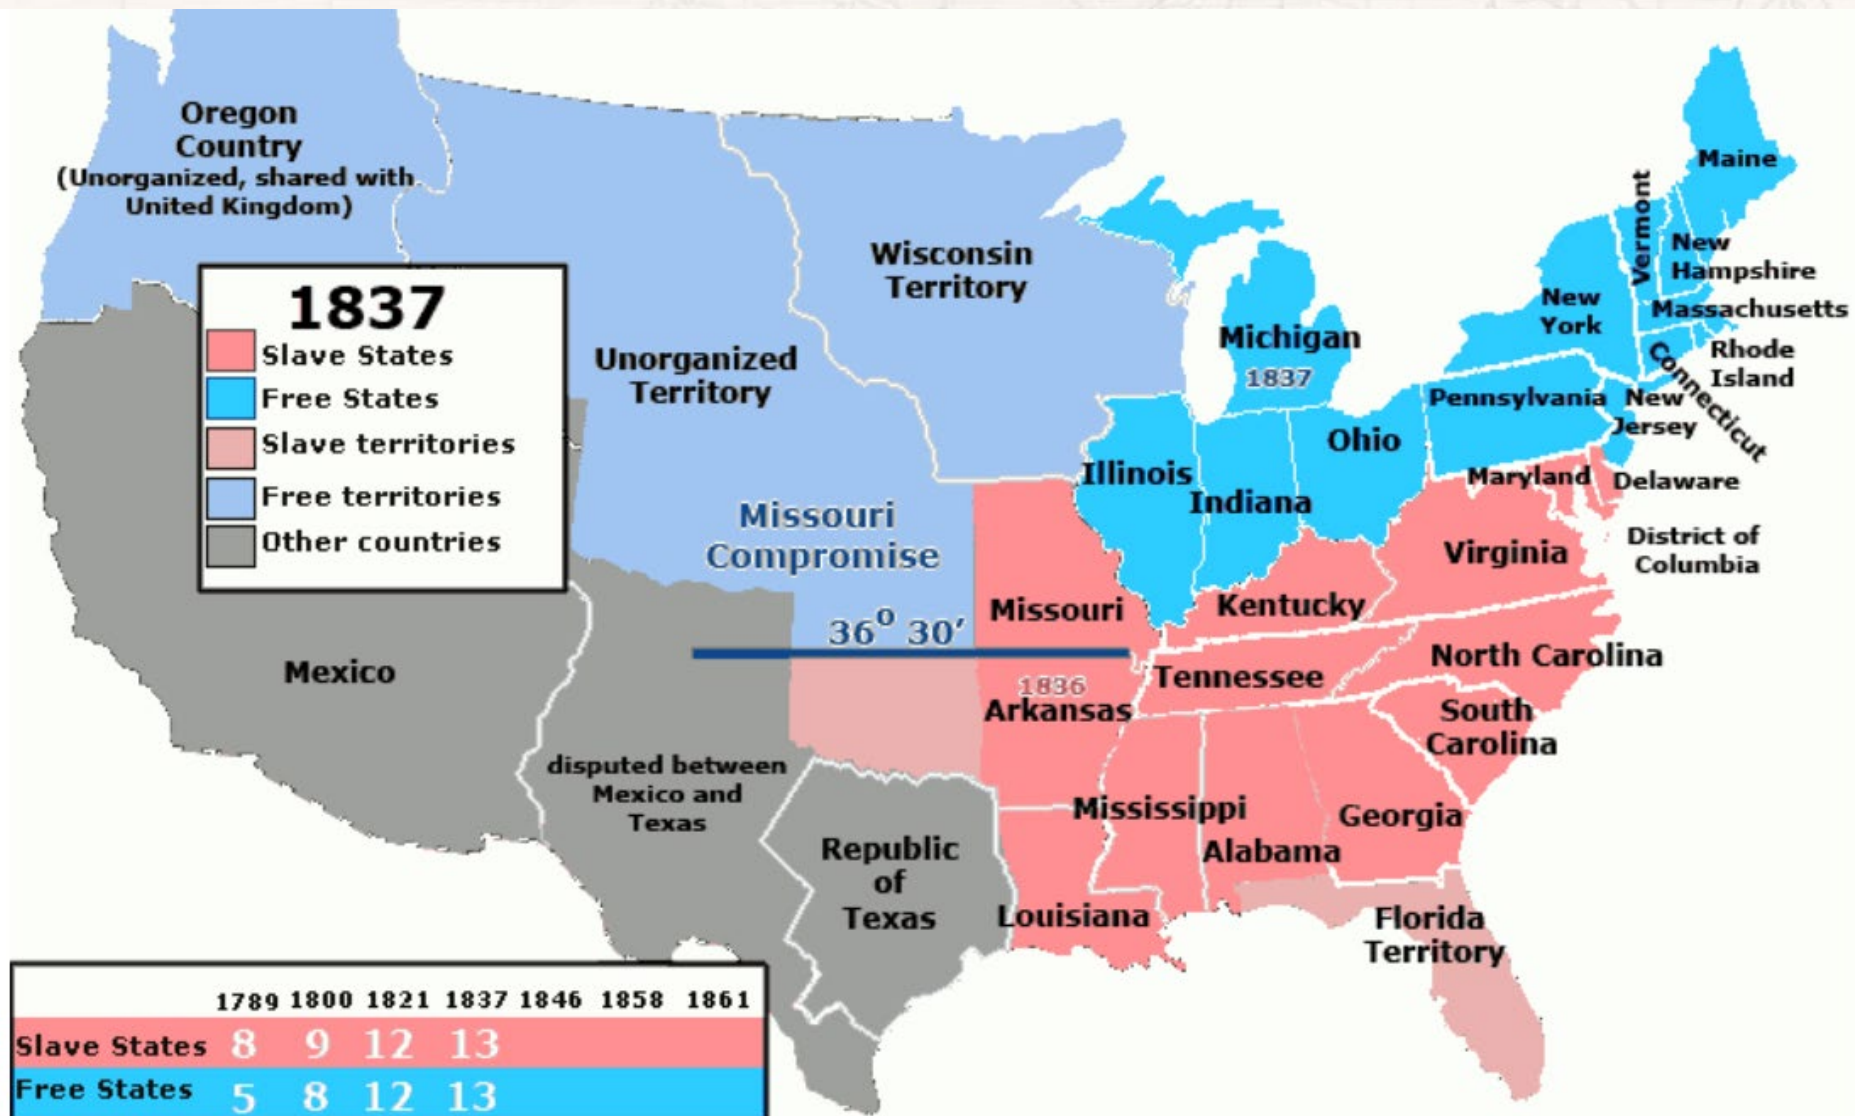 Oregon
Country
(Unorganized, shared with
United Kingdom)
Unorganized
Territory
Wisconsin
Territory
Michigan
1837
Maine
Vermont
New
Hampshire
Massachusetts
New
York
Rhode
Island
Connecticut
Pennsylvania
New
Jersey
Ohio
Illinois
Indiana
Maryland
Delaware
District of
Columbia
Virginia
1837
Slave States
Free States
Slave territories
Free territories
Other countries
Missouri
Compromise
36° 30′
Missouri
Kentucky
Mexico
Tennessee
North Carolina
1836
Arkansas
South
Carolina
disputed between
Mexico and
Texas
Mississippi
Georgia
Alabama
Republic
of
Texas
Louisiana
Florida
Territory
1789 1800 1821 1837 1846 1858 1861
Slave States 8 9 12 13
Free States 5 8 12 13